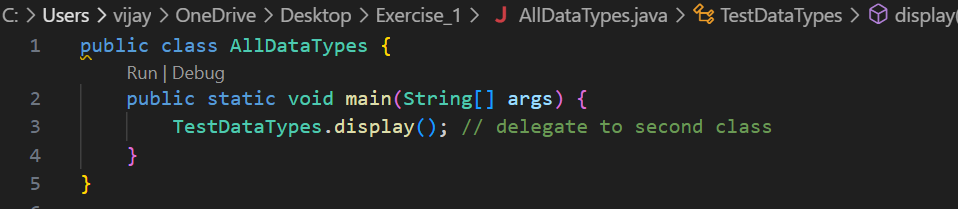 C: > Users > vijay > OneDrive > Desktop > Exercise_1 > J AllDataTypes.java > TestDataTypes > display(
1 public class AllDataTypes {
Run | Debug
2 public static void main(String[] args) {
3 TestDataTypes.display(); // delegate to second class
4 }
5 }